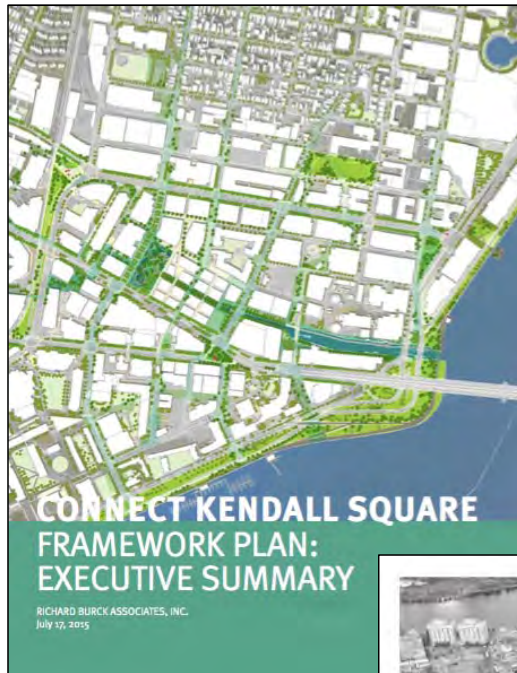 CONNECT KENDALL SQUARE
FRAMEWORK PLAN:
EXECUTIVE SUMMARY
RICHARD BURCK ASSOCIATES, INC.
July 17, 2015